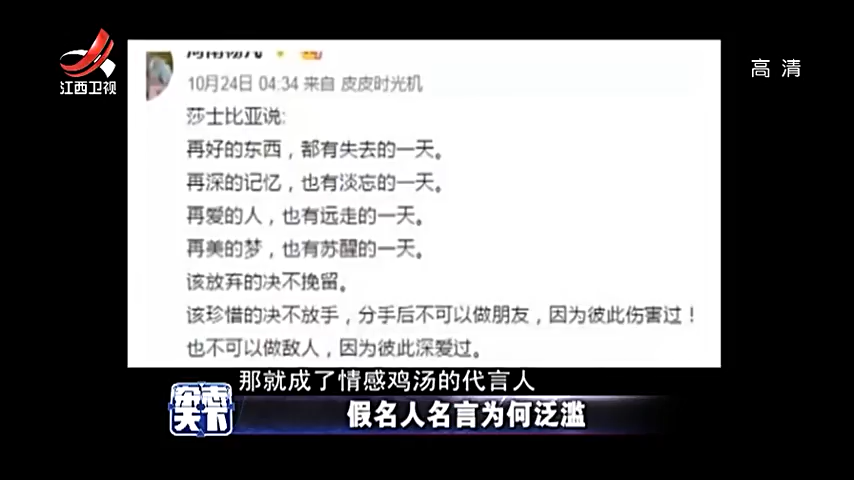 江西卫视
高清
10月24日 04:34 来自 皮皮时光机
莎士比亚说:
再好的东西，都有失去的一天。
再深的记忆，也有淡忘的一天。
再爱的人，也有远走的一天。
再美的梦，也有苏醒的一天。
该放弃的决不挽留。
该珍惜的决不放手，分手后不可以做朋友，因为彼此伤害过！
也不可以做敌人，因为彼此深爱过。
那就成了情感鸡汤的代言人
杂志天下
假名人名言为何泛滥